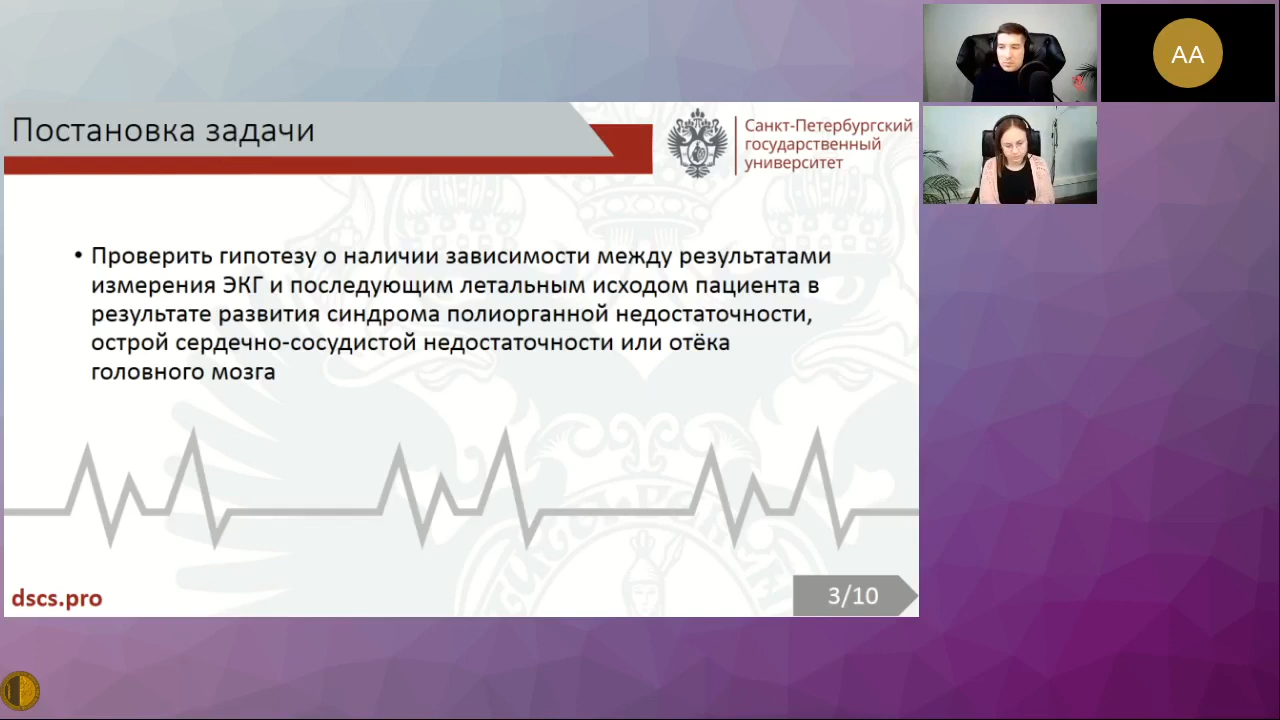 Постановка задачи
Санкт-Петербургский
государственный
университет
• Проверить гипотезу о наличии зависимости между результатами
измерения ЭКГ и последующим летальным исходом пациента в
результате развития синдрома полиорганной недостаточности,
острой сердечно-сосудистой недостаточности или отёка
головного мозга
dscs.pro
3/10
AA